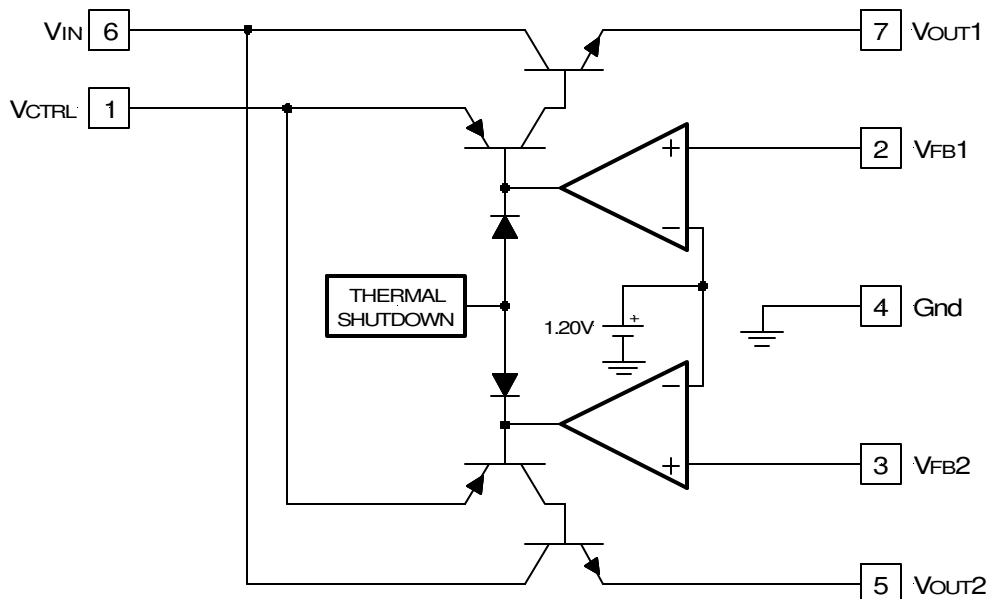 VIN 6
7 VOUT1
VCTRL 1
+ 2 VFB1
−
THERMAL
SHUTDOWN
1.20V +
4 Gnd
−
+ 3 VFB2
5 VOUT2